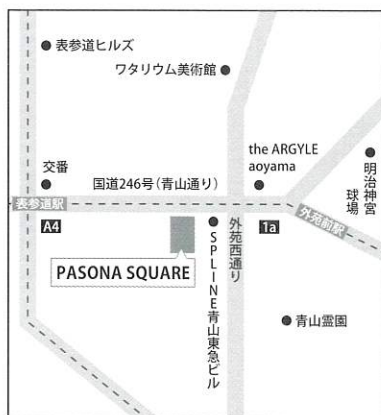 表参道ヒルズ
ワタリウム美術館
交番
国道246号(青山通り)
the ARGYLE
aoyama
明治神宮
球場
表参道駅
外苑前駅
A4
1a
PASONA SQUARE
SPLINE青山東急ビル
外苑西通り
青山霊園